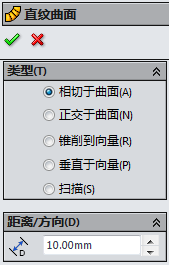 直纹曲面
类型(T)
相切于曲面(A)
正交于曲面(N)
锥削到向量(R)
垂直于向量(P)
扫描(S)
距离/方向(D)
D
10.00mm